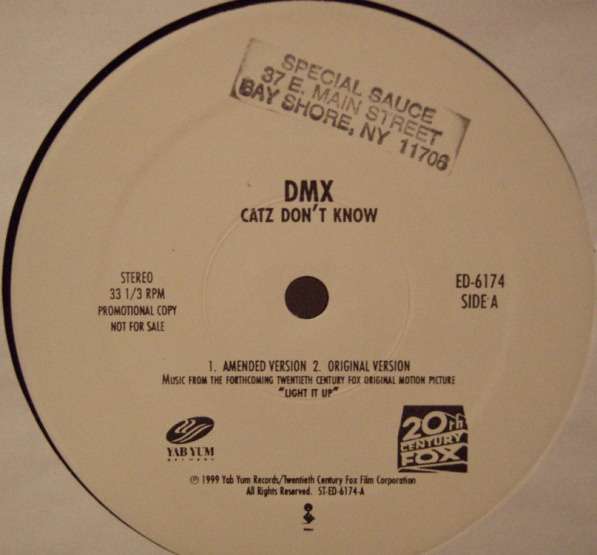 SPECIAL SAUCE
37 E. MAIN STREET
BAY SHORE, NY 11706
DMX
CATZ DON'T KNOW
STEREO
33 1/3 RPM
PROMOTIONAL COPY
NOT FOR SALE
ED-6174
SIDE A
1. AMENDED VERSION 2. ORIGINAL VERSION
MUSIC FROM THE FORTHCOMING TWENTIETH CENTURY FOX ORIGINAL MOTION PICTURE
"LIGHT IT UP"
YAB YUM
RECORDS
20th
CENTURY
FOX
℗ 1999 Yab Yum Records/Twentieth Century Fox Film Corporation
All Rights Reserved. ST-ED-6174-A